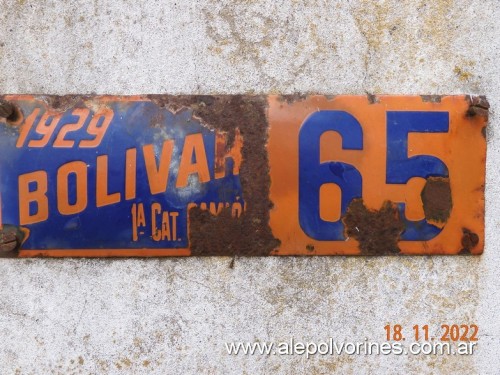 1929
BOLIVAR
1A CAT.
65
18.11.2022
www.alepolvorines.com.ar